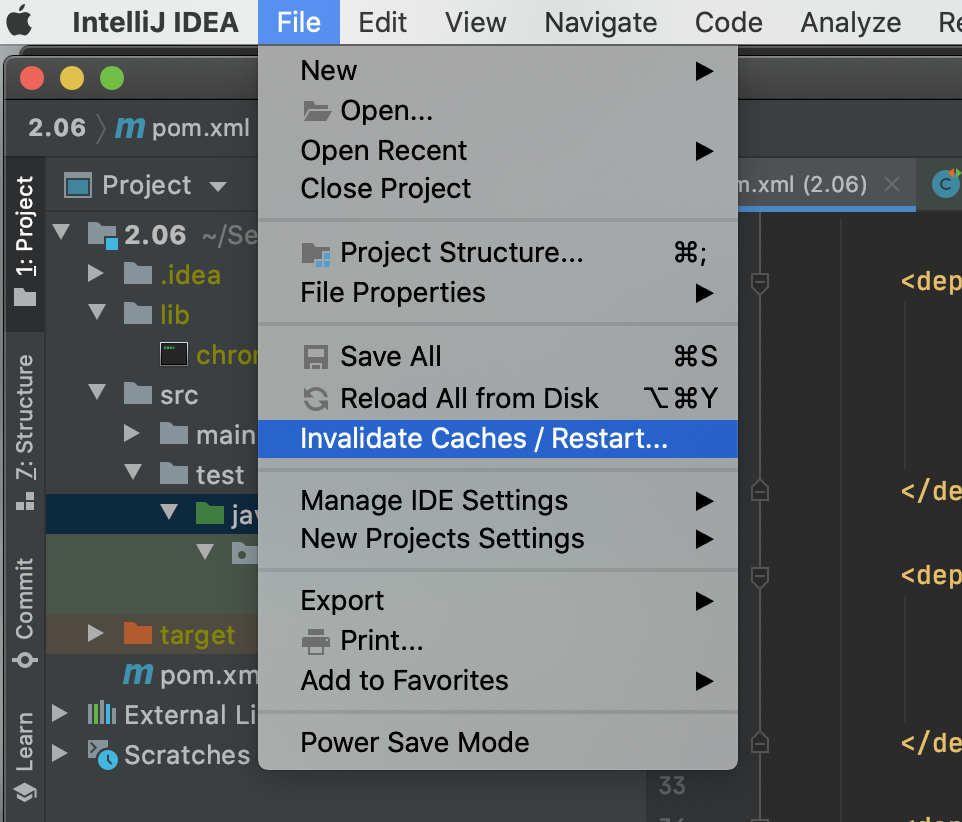 IntelliJ IDEA File Edit View Navigate Code Analyze Re
2.06 m pom.xml
Project
m.xml (2.06)
1: Project
2.06 ~/Se
.idea
lib
chron
src
main
test
jav
target
m pom.xm
External Li
Scratches
Z: Structure
Commit
Learn
New
Open...
Open Recent
Close Project
Project Structure... ⌘;
File Properties
Save All ⌘S
Reload All from Disk ⌥⌘Y
Invalidate Caches / Restart...
Manage IDE Settings
New Projects Settings
Export
Print...
Add to Favorites
Power Save Mode
C
<dep
</de
<dep
</de
33